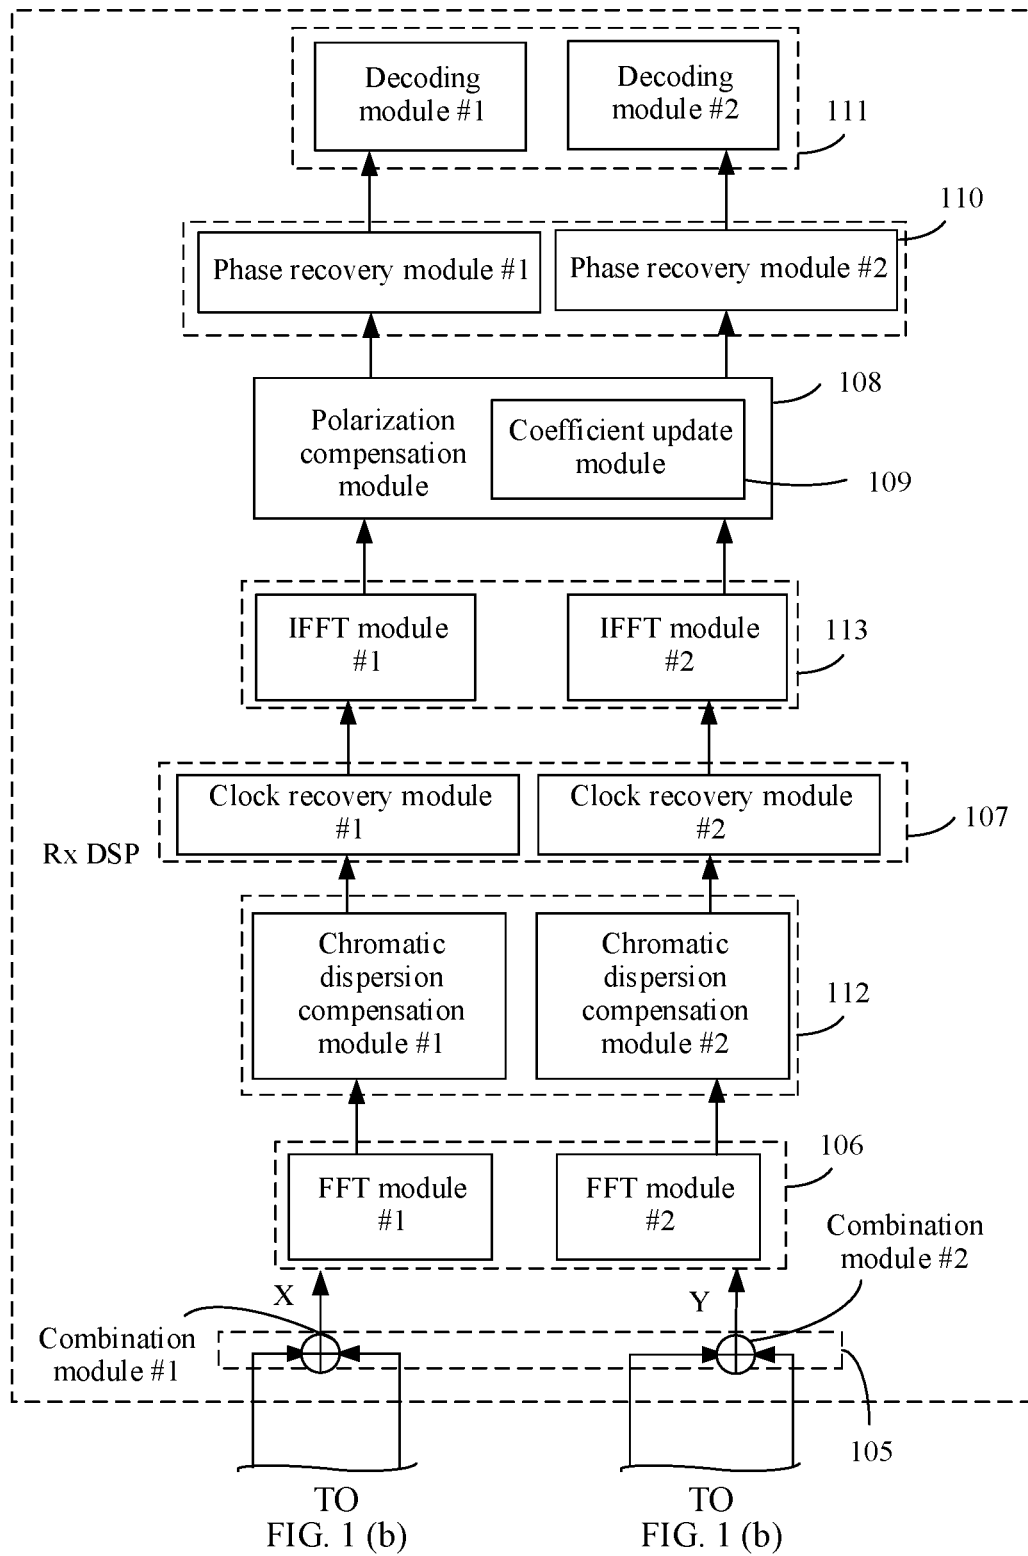 Decoding
module #1
Decoding
module #2
111
110
Phase recovery module #1
Phase recovery module #2
108
Polarization
compensation
module
Coefficient update
module
109
IFFT module
#1
IFFT module
#2
113
Clock recovery module
#1
Clock recovery module
#2
107
Rx DSP
Chromatic
dispersion
compensation
module #1
Chromatic
dispersion
compensation
module #2
112
106
FFT module
#1
FFT module
#2
Combination
module #2
X
Y
Combination
module #1
105
TO
FIG. 1 (b)
TO
FIG. 1 (b)